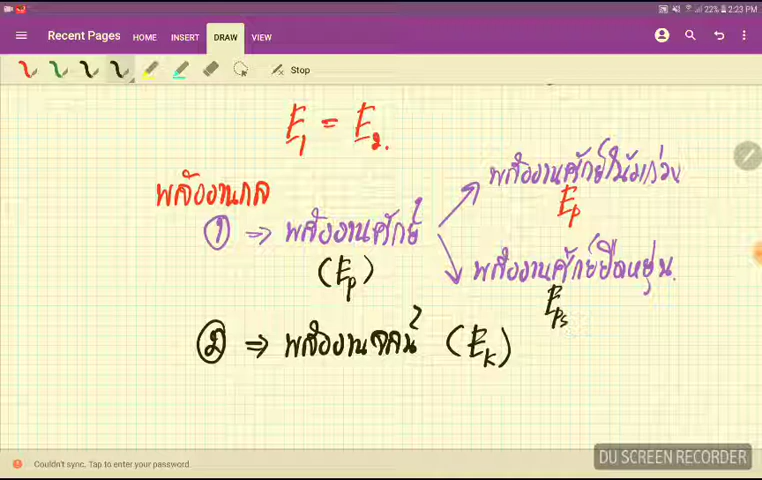 22% 2:23 PM
Recent Pages HOME INSERT DRAW VIEW
Stop
E₁ = E₂.
พลังงานกล
① ⇒ พลังงานศักย์ (Ep)
พลังงานศักย์โน้มถ่วง
Ep
พลังงานศักย์ยืดหยุ่น.
Eps
② ⇒ พลังงานจลน์ (Ek)
Couldn't sync. Tap to enter your password.
DU SCREEN RECORDER